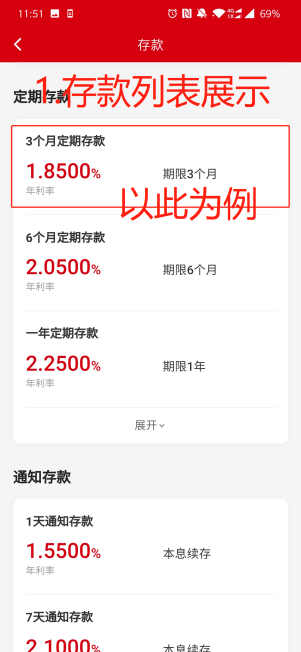 11:51
4G
1X
69%
存款
定期存款
1.存款列表展示
3个月定期存款
1.8500%
期限3个月
年利率
以此为例
6个月定期存款
2.0500%
期限6个月
年利率
一年定期存款
2.2500%
期限1年
年利率
展开
通知存款
1天通知存款
1.5500%
本息续存
年利率
7天通知存款
2.1000%
本息续存